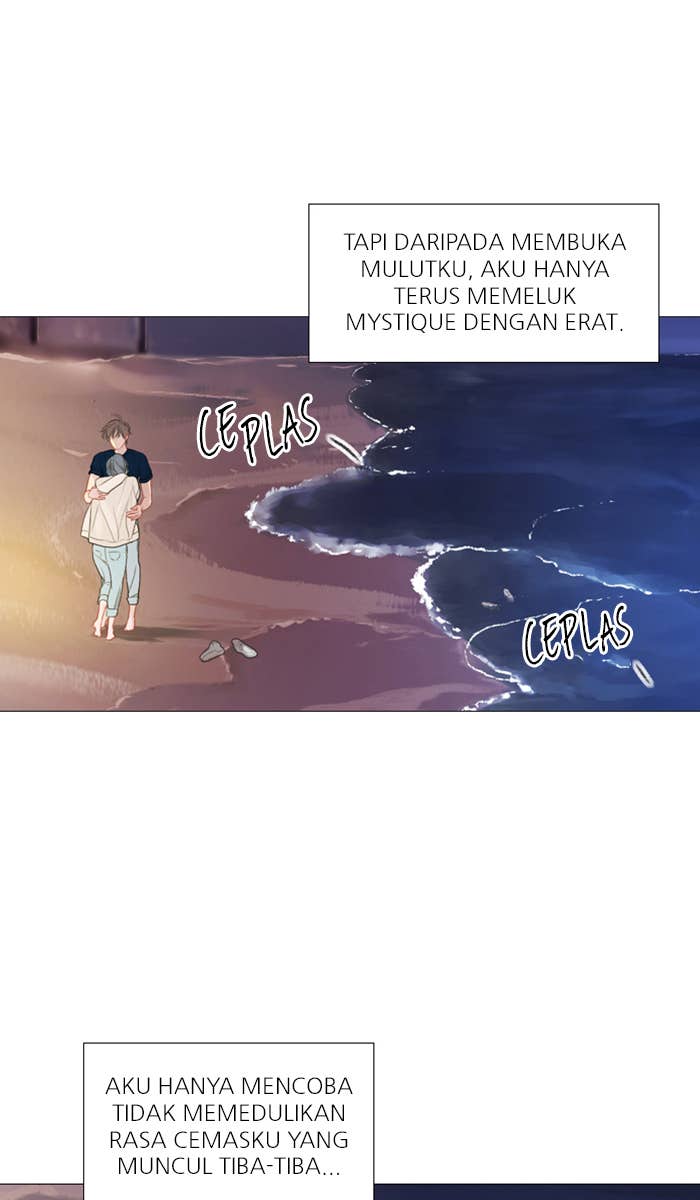 TAPI DARIPADA MEMBUKA
MULUTKU, AKU HANYA
TERUS MEMELUK
MYSTIQUE DENGAN ERAT.
CEPLAS
CEPLAS
AKU HANYA MENCOBA
TIDAK MEMEDULIKAN
RASA CEMASKU YANG
MUNCUL TIBA-TIBA...